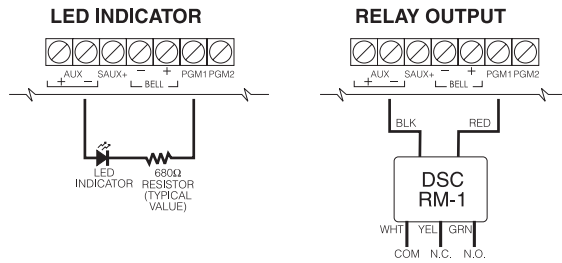 LED INDICATOR
AUX SAUX+ − + PGM1 PGM2
+ − BELL
LED
INDICATOR
680Ω
RESISTOR
(TYPICAL
VALUE)
RELAY OUTPUT
AUX SAUX+ − + PGM1 PGM2
+ − BELL
BLK RED
DSC
RM-1
WHT YEL GRN
COM N.C. N.O.